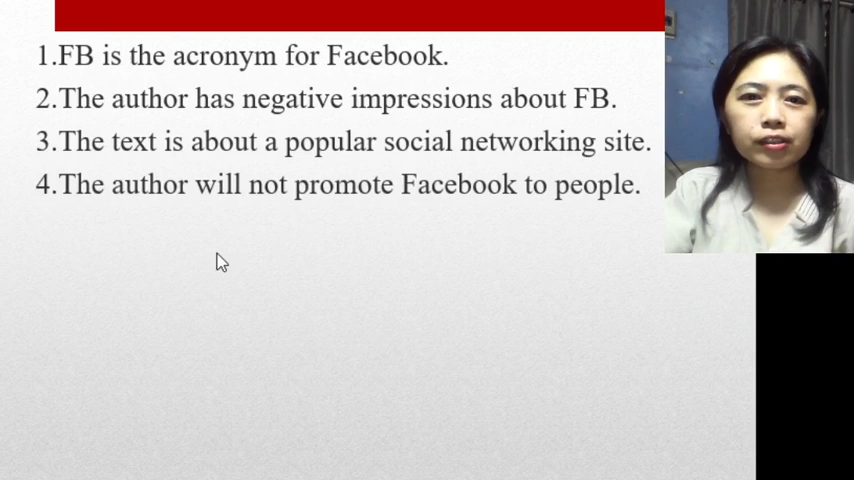 1.FB is the acronym for Facebook.
2.The author has negative impressions about FB.
3.The text is about a popular social networking site.
4.The author will not promote Facebook to people.